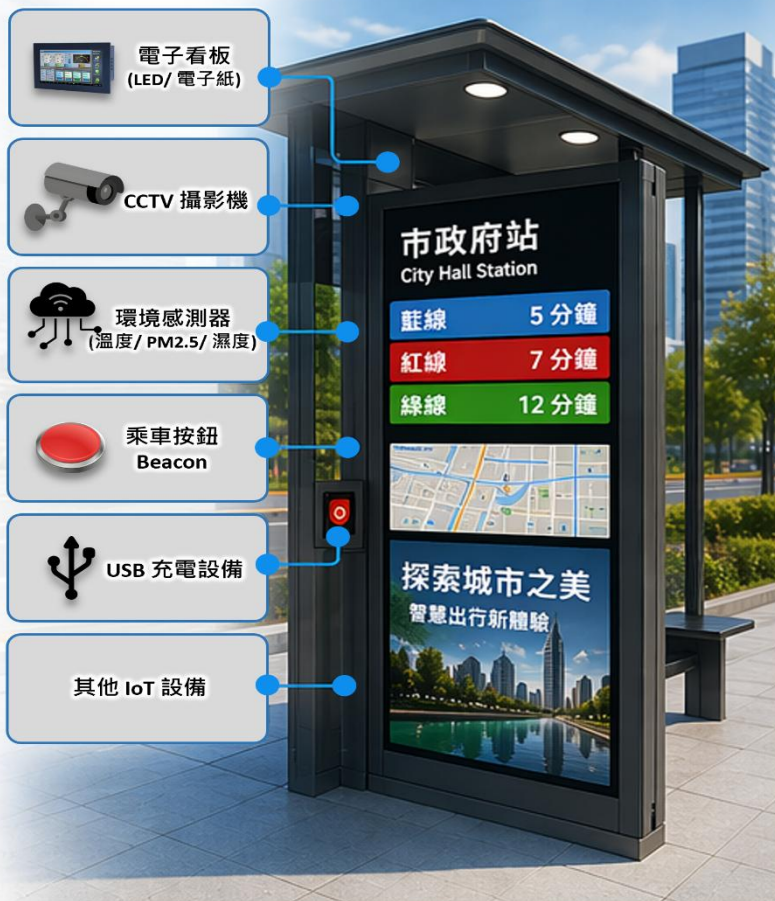 電子看板
(LED/ 電子紙)
CCTV 攝影機
環境感測器
(溫度/ PM2.5/ 濕度)
乘車按鈕
Beacon
USB 充電設備
其他 IoT 設備
市政府站
City Hall Station
藍線 5 分鐘
紅線 7 分鐘
綠線 12 分鐘
探索城市之美
智慧出行新體驗